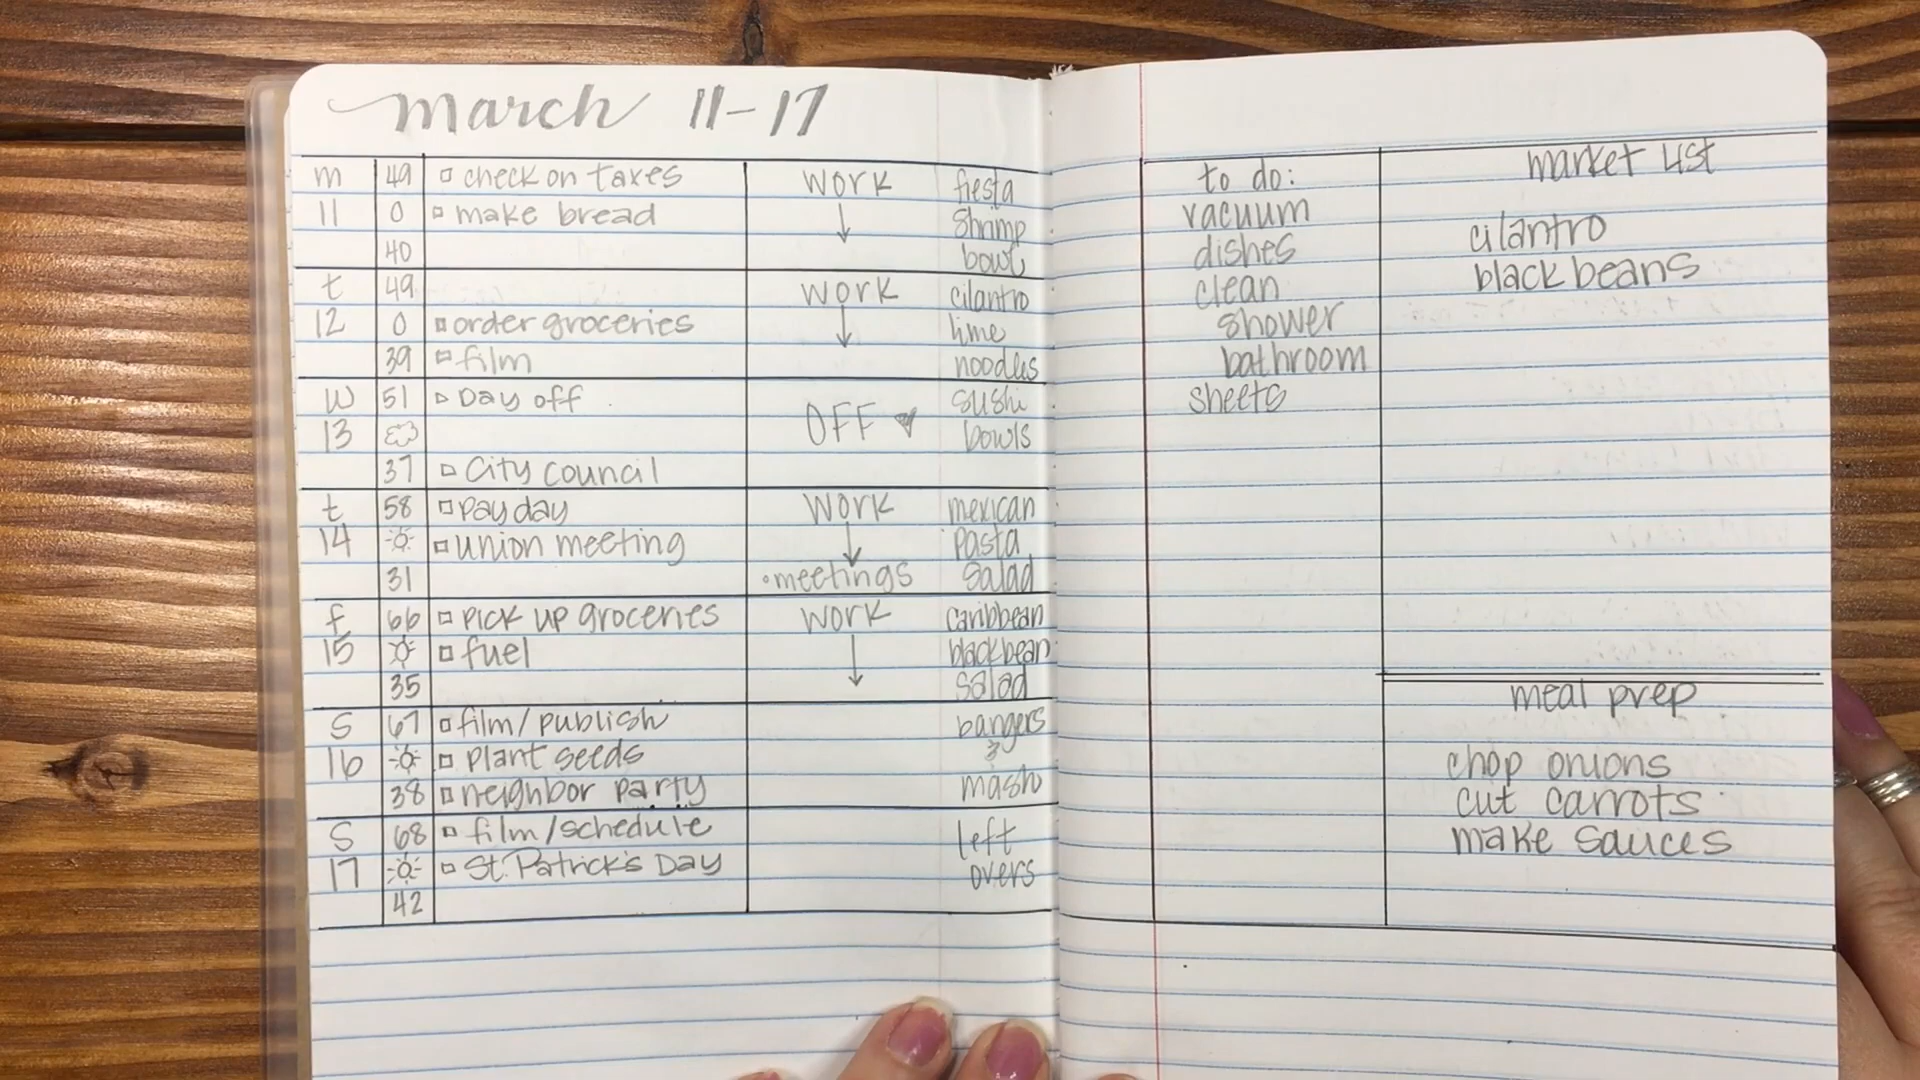 march 11-17
m 49 check on taxes WORK fiesta
11 0 make bread shrimp
40 bowl
t 49 WORK cilantro
12 0 order groceries lime
39 film noodles
W 51 Day off OFF sushi
13 bowls
37 City council
t 58 payday WORK mexican
14 union meeting pasta
31 meetings salad
f 66 pick up groceries WORK caribbean
15 fuel blackbean
35 salad
S 67 film/publish bangers
16 plant seeds &
38 neighbor party mash
S 68 film/schedule left
17 St. Patrick's Day overs
42
to do:
vacuum
dishes
clean
shower
bathroom
sheets
market list
cilantro
black beans
meal prep
chop onions
cut carrots
make sauces